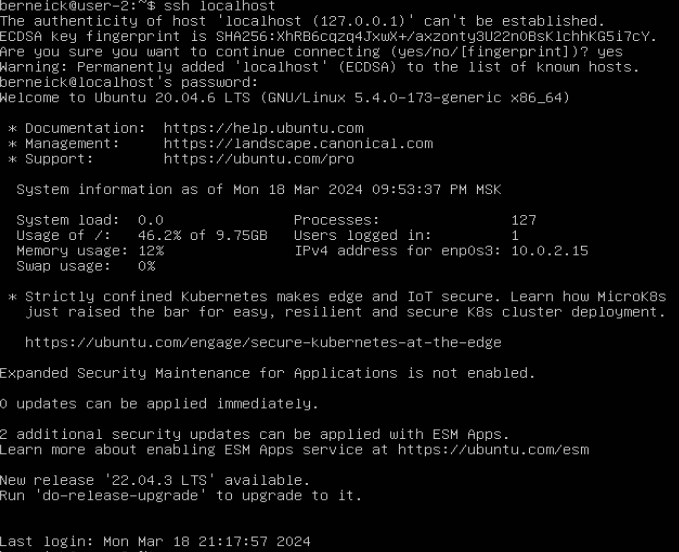 berneick@user-2:~$ ssh localhost
The authenticity of host 'localhost (127.0.0.1)' can't be established.
ECDSA key fingerprint is SHA256:XhRB6cqzq4JxwX+/axzonty3U22n0BsKlchhKG5i7cY.
Are you sure you want to continue connecting (yes/no/[fingerprint])? yes
Warning: Permanently added 'localhost' (ECDSA) to the list of known hosts.
berneick@localhost's password:
Welcome to Ubuntu 20.04.6 LTS (GNU/Linux 5.4.0-173-generic x86_64)
* Documentation:  https://help.ubuntu.com
* Management:     https://landscape.canonical.com
* Support:        https://ubuntu.com/pro
System information as of Mon 18 Mar 2024 09:53:37 PM MSK
System load:  0.0               Processes:               127
Usage of /:   46.2% of 9.75GB   Users logged in:         1
Memory usage: 12%               IPv4 address for enp0s3: 10.0.2.15
Swap usage:   0%
* Strictly confined Kubernetes makes edge and IoT secure. Learn how MicroK8s
just raised the bar for easy, resilient and secure K8s cluster deployment.
https://ubuntu.com/engage/secure-kubernetes-at-the-edge
Expanded Security Maintenance for Applications is not enabled.
0 updates can be applied immediately.
2 additional security updates can be applied with ESM Apps.
Learn more about enabling ESM Apps service at https://ubuntu.com/esm
New release '22.04.3 LTS' available.
Run 'do-release-upgrade' to upgrade to it.
Last login: Mon Mar 18 21:17:57 2024